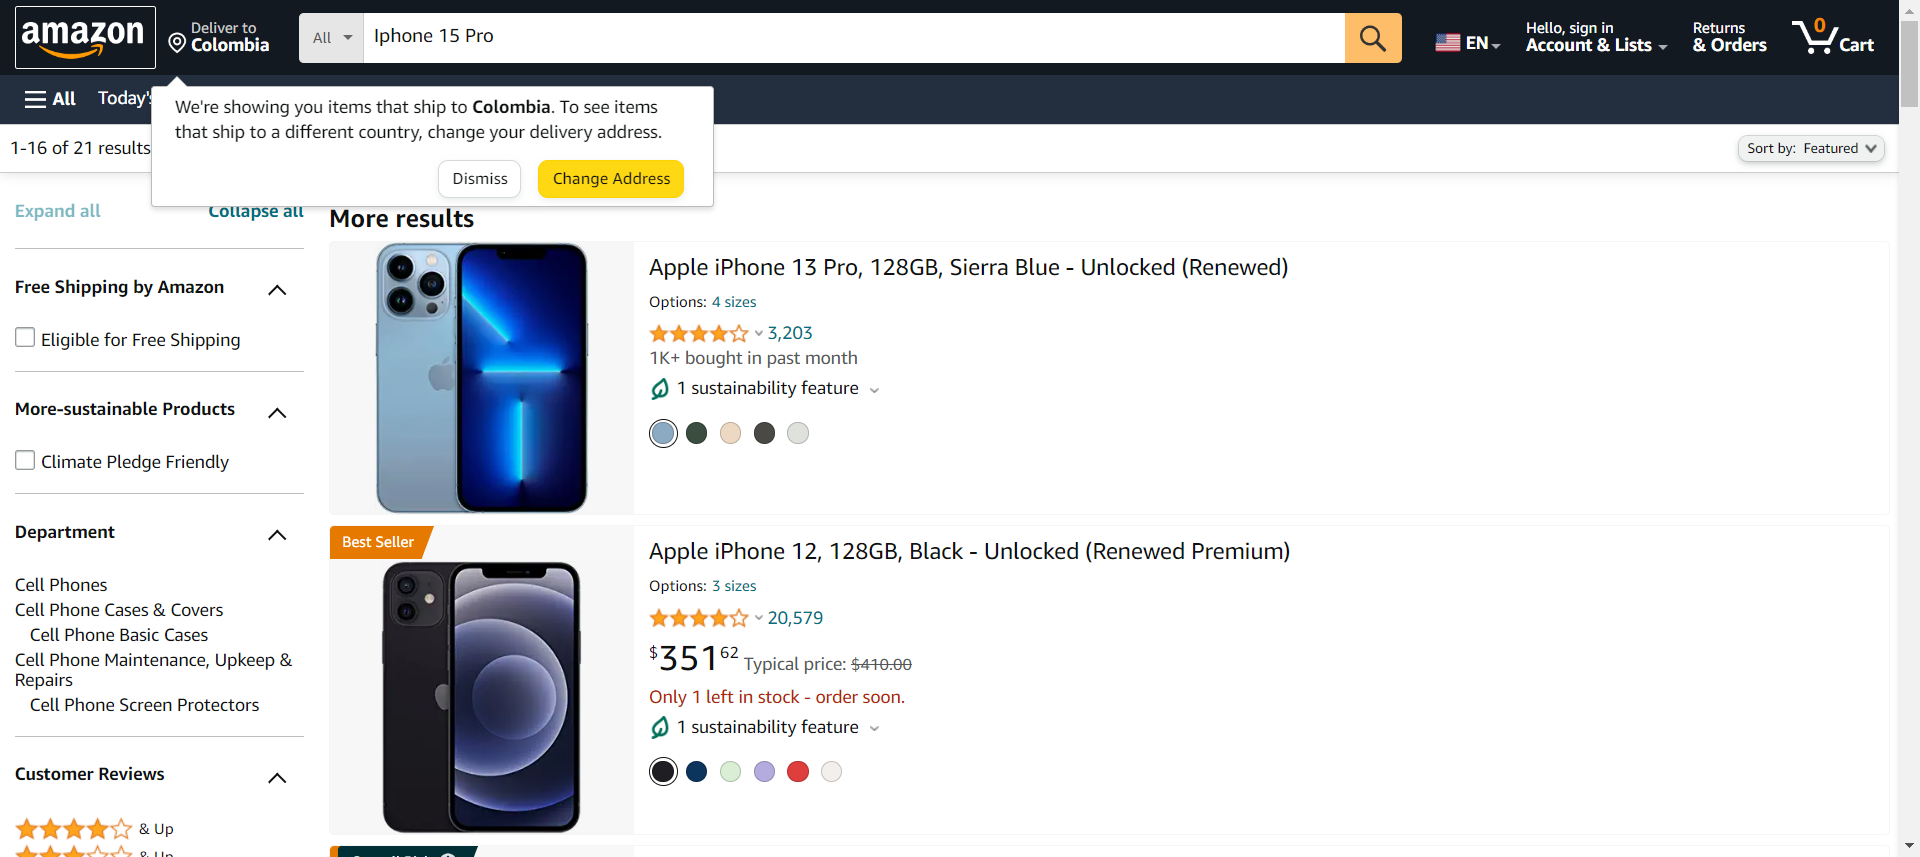 amazon
Deliver to
Colombia
All
Iphone 15 Pro
EN
Hello, sign in
Account & Lists
Returns
& Orders
0
Cart
All
Today's
We're showing you items that ship to Colombia. To see items
that ship to a different country, change your delivery address.
Dismiss
Change Address
1-16 of 21 results
Sort by: Featured
Expand all
Collapse all
Free Shipping by Amazon
Eligible for Free Shipping
More-sustainable Products
Climate Pledge Friendly
Department
Cell Phones
Cell Phone Cases & Covers
Cell Phone Basic Cases
Cell Phone Maintenance, Upkeep &
Repairs
Cell Phone Screen Protectors
Customer Reviews
& Up
& Up
More results
Apple iPhone 13 Pro, 128GB, Sierra Blue - Unlocked (Renewed)
Options: 4 sizes
3,203
1K+ bought in past month
1 sustainability feature
Best Seller
Apple iPhone 12, 128GB, Black - Unlocked (Renewed Premium)
Options: 3 sizes
20,579
$351 62 Typical price: $410.00
Only 1 left in stock - order soon.
1 sustainability feature